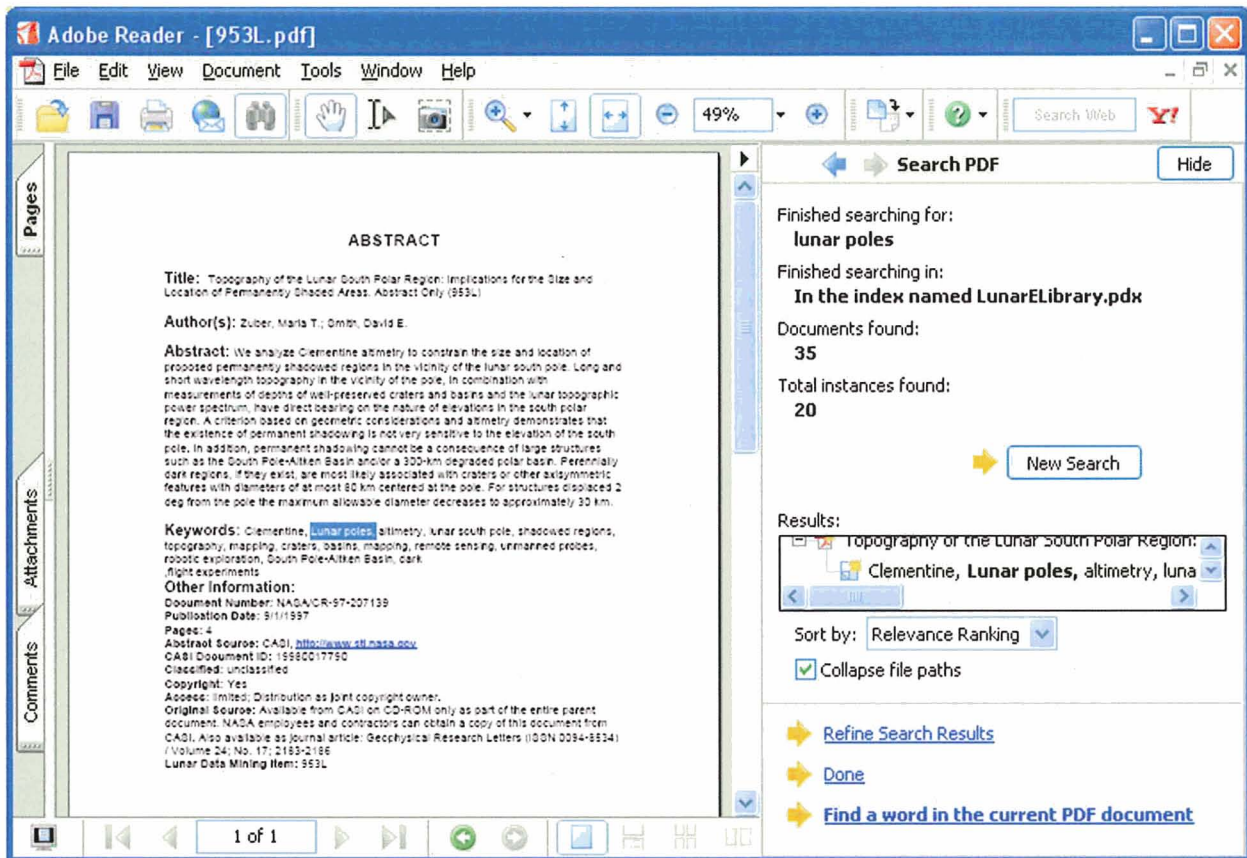 Adobe Reader - [953L.pdf]
File Edit View Document Tools Window Help
49%
Search Web Y!
Pages
Attachments
Comments
ABSTRACT
Title: Topography of the Lunar South Polar Region: Implications for the Size and
Location of Permanently Shaded Areas. Abstract Only (953L)
Author(s): Zuber, Maria T.; Smith, David E.
Abstract: We analyze Clementine altimetry to constrain the size and location of
proposed permanently shadowed regions in the vicinity of the lunar south pole. Long and
short wavelength topography in the vicinity of the pole, in combination with
measurements of depths of well-preserved craters and basins and the lunar topographic
power spectrum, have direct bearing on the nature of elevations in the south polar
region. A criterion based on geometric considerations and altimetry demonstrates that
the existence of permanent shadowing is not very sensitive to the elevation of the south
pole. In addition, permanent shadowing cannot be a consequence of large structures
such as the South Pole-Aitken Basin and/or a 300-km degraded polar basin. Perennially
dark regions, if they exist, are most likely associated with craters or other axisymmetric
features with diameters of at most 80 km centered at the pole. For structures displaced 2
deg from the pole the maximum allowable diameter decreases to approximately 30 km.
Keywords: Clementine, Lunar poles, altimetry, lunar south pole, shadowed regions,
topography, mapping, craters, basins, mapping, remote sensing, unmanned probes,
robotic exploration, South Pole-Aitken Basin, dark
,flight experiments
Other Information:
Document Number: NASA/CR-97-207139
Publication Date: 9/1/1997
Pages: 4
Abstract Source: CASI, http://www.sti.nasa.gov
CASI Document ID: 19980017790
Classified: unclassified
Copyright: Yes
Access: limited; Distribution as joint copyright owner.
Original Source: Available from CASI on CD-ROM only as part of the entire parent
document. NASA employees and contractors can obtain a copy of this document from
CASI. Also available as journal article: Geophysical Research Letters (ISSN 0094-8534)
/ Volume 24; No. 17; 2183-2186
Lunar Data Mining Item: 953L
1 of 1
Search PDF Hide
Finished searching for:
lunar poles
Finished searching in:
In the index named LunarELibrary.pdx
Documents found:
35
Total instances found:
20
New Search
Results:
Topography of the Lunar South Polar Region:
Clementine, Lunar poles, altimetry, luna
Sort by: Relevance Ranking
Collapse file paths
Refine Search Results
Done
Find a word in the current PDF document